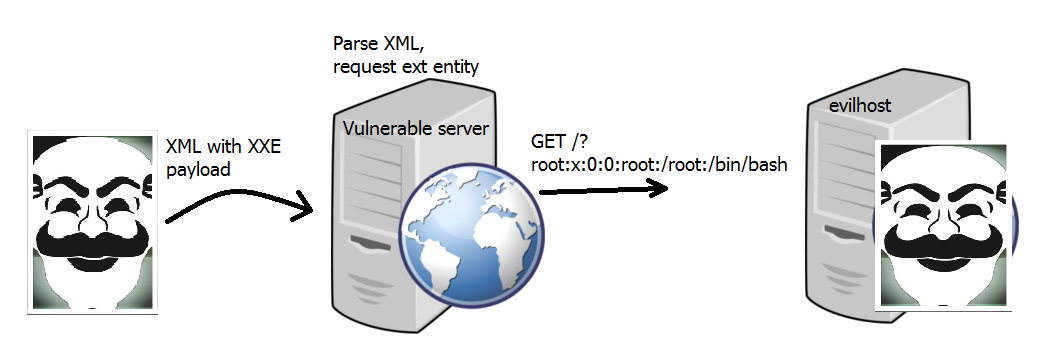 XML with XXE
payload
Parse XML,
request ext entity
Vulnerable server
GET /?
root:x:0:0:root:/root:/bin/bash
evilhost